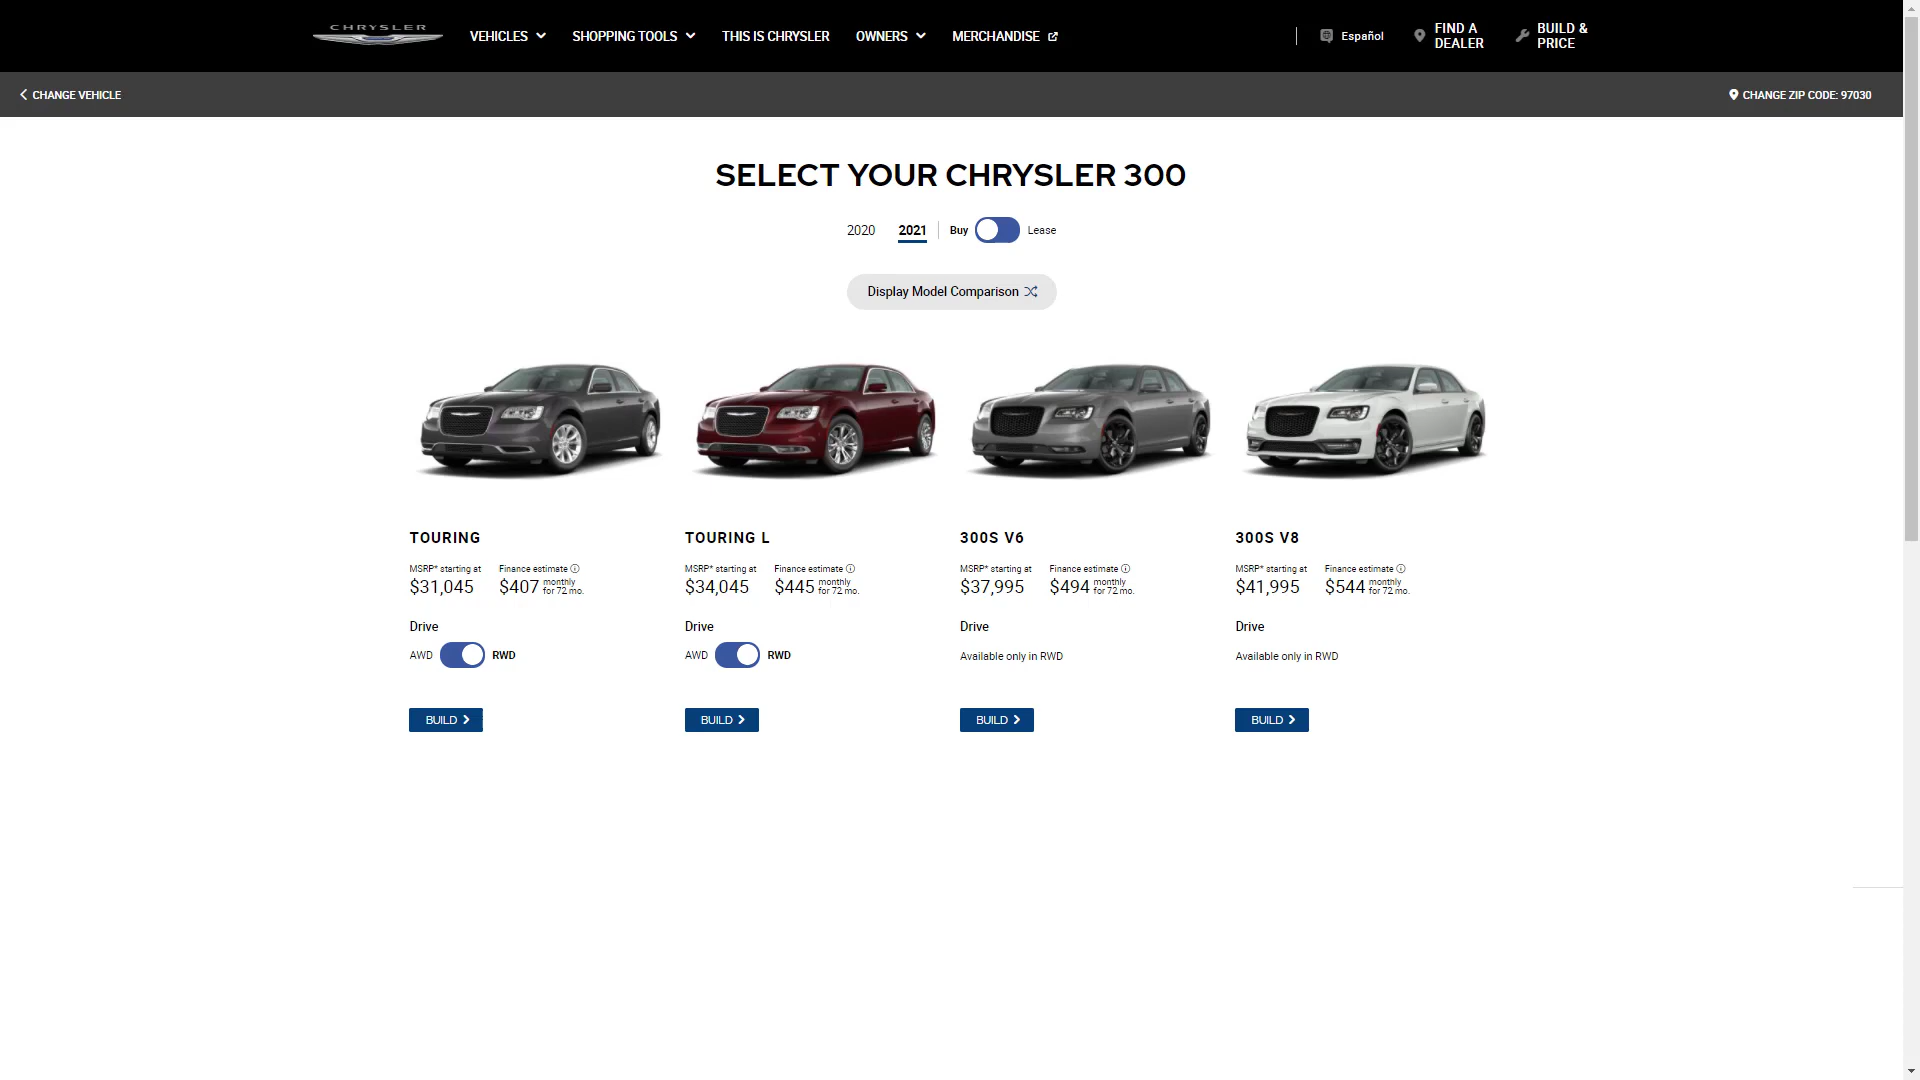 CHRYSLER
VEHICLES
SHOPPING TOOLS
THIS IS CHRYSLER
OWNERS
MERCHANDISE
Español
FIND A
DEALER
BUILD &
PRICE
CHANGE VEHICLE
CHANGE ZIP CODE: 97030
SELECT YOUR CHRYSLER 300
2020 2021 Buy Lease
Display Model Comparison
TOURING
MSRP* starting at Finance estimate
$31,045 $407 monthly
for 72 mo.
Drive
AWD RWD
BUILD
TOURING L
MSRP* starting at Finance estimate
$34,045 $445 monthly
for 72 mo.
Drive
AWD RWD
BUILD
300S V6
MSRP* starting at Finance estimate
$37,995 $494 monthly
for 72 mo.
Drive
Available only in RWD
BUILD
300S V8
MSRP* starting at Finance estimate
$41,995 $544 monthly
for 72 mo.
Drive
Available only in RWD
BUILD